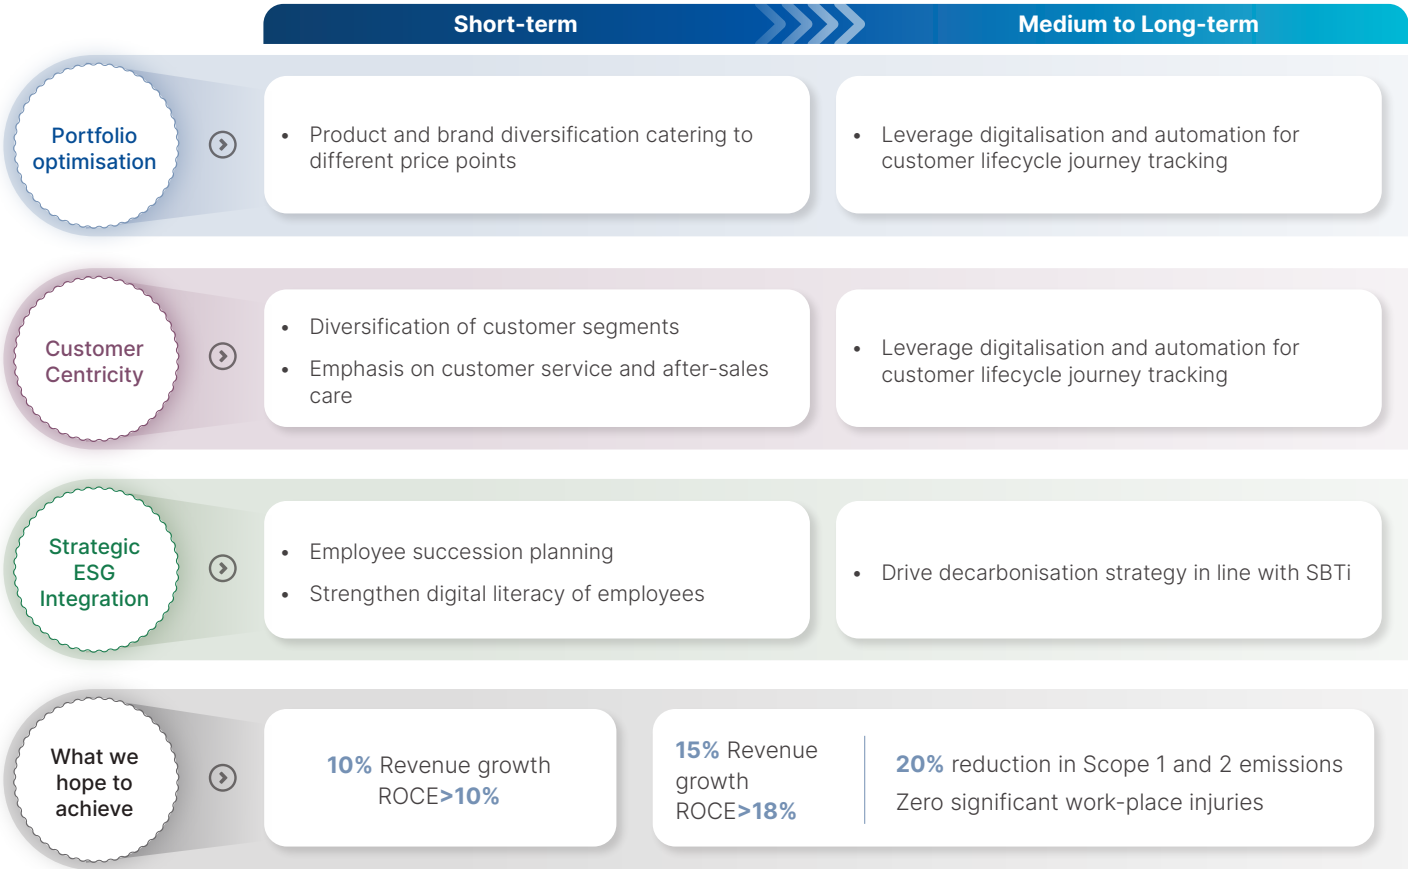 Short-term
Medium to Long-term
Portfolio
optimisation
• Product and brand diversification catering to
different price points
• Leverage digitalisation and automation for
customer lifecycle journey tracking
Customer
Centricity
• Diversification of customer segments
• Emphasis on customer service and after-sales
care
• Leverage digitalisation and automation for
customer lifecycle journey tracking
Strategic
ESG
Integration
• Employee succession planning
• Strengthen digital literacy of employees
• Drive decarbonisation strategy in line with SBTi
What we
hope to
achieve
10% Revenue growth
ROCE>10%
15% Revenue
growth
ROCE>18%
20% reduction in Scope 1 and 2 emissions
Zero significant work-place injuries